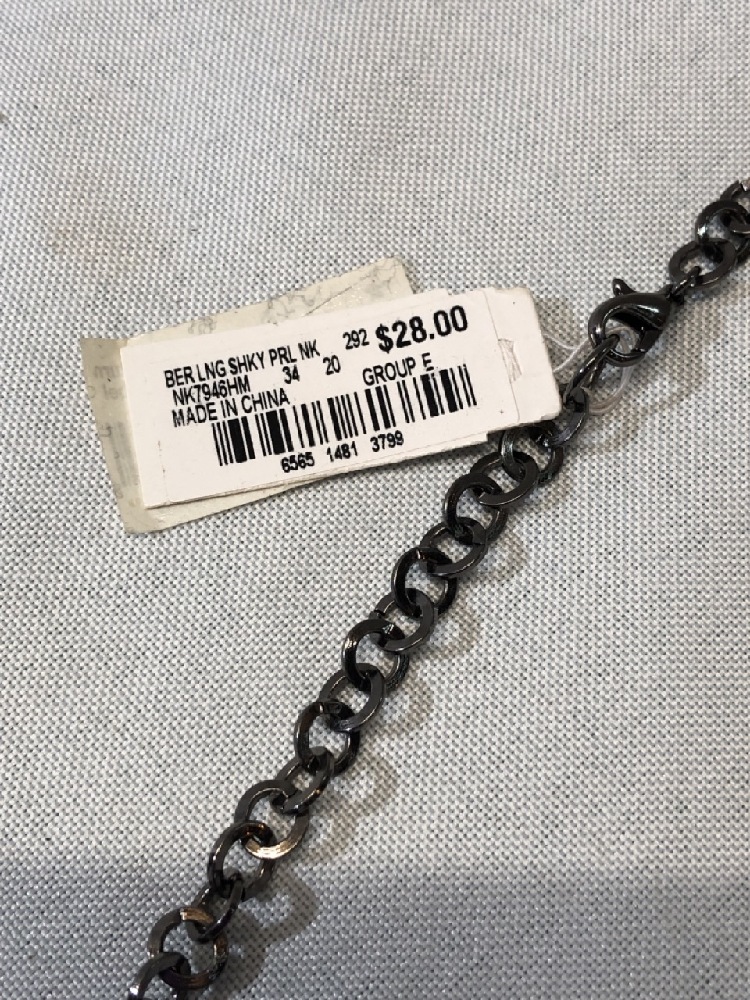 BER LNG SHKY PRL NK 292 $28.00
NK7946HM 34 20 GROUP E
MADE IN CHINA
6565 1481 3799